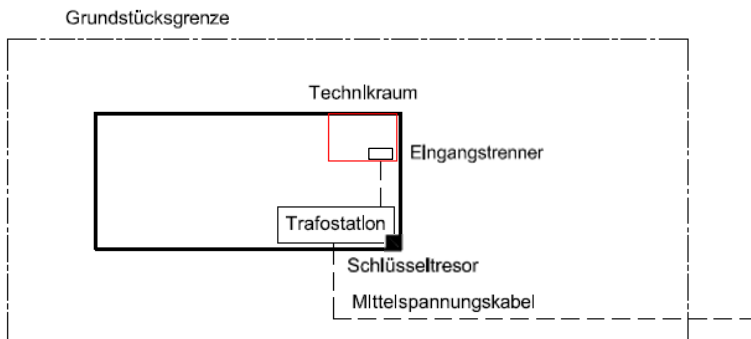 Grundstücksgrenze
Technikraum
Eingangstrenner
Trafostation
Schlüsseltresor
Mittelspannungskabel